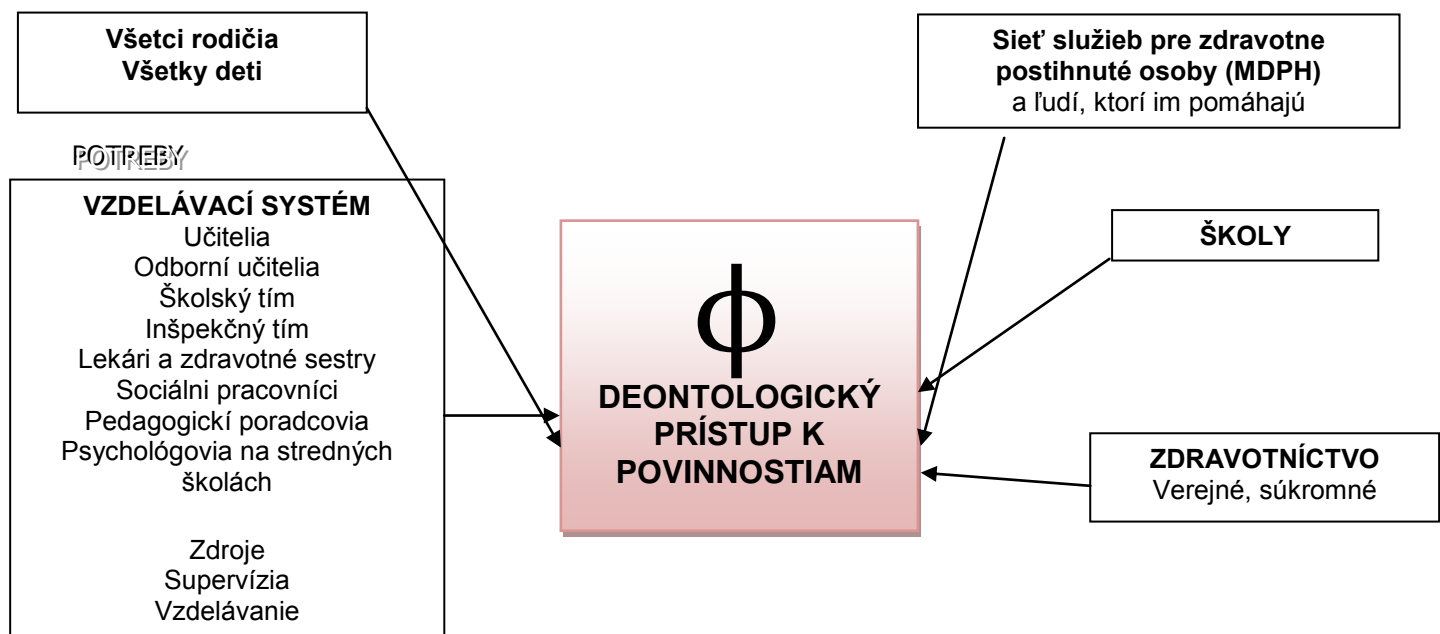 Všetci rodičia
Všetky deti
Sieť služieb pre zdravotne
postihnuté osoby (MDPH)
a ľudí, ktorí im pomáhajú
POTREBY
VZDELÁVACÍ SYSTÉM
Učitelia
Odborní učitelia
Školský tím
Inšpekčný tím
Lekári a zdravotné sestry
Sociálni pracovníci
Pedagogickí poradcovia
Psychológovia na stredných
školách
Zdroje
Supervízia
Vzdelávanie
ϕ
DEONTOLOGICKÝ
PRÍSTUP K
POVINNOSTIAM
ŠKOLY
ZDRAVOTNÍCTVO
Verejné, súkromné